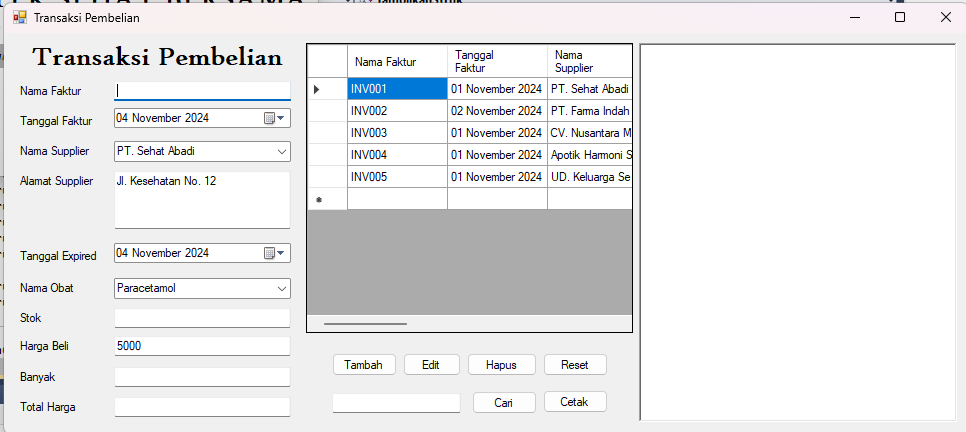 Transaksi Pembelian
Transaksi Pembelian
Nama Faktur
Tanggal Faktur 04 November 2024
Nama Supplier PT. Sehat Abadi
Alamat Supplier Jl. Kesehatan No. 12
Tanggal Expired 04 November 2024
Nama Obat Paracetamol
Stok
Harga Beli 5000
Banyak
Total Harga
Nama Faktur Tanggal Faktur Nama Supplier
INV001 01 November 2024 PT. Sehat Abadi
INV002 02 November 2024 PT. Farma Indah
INV003 01 November 2024 CV. Nusantara M
INV004 01 November 2024 Apotik Harmoni S
INV005 01 November 2024 UD. Keluarga Se
Tambah Edit Hapus Reset
Cari Cetak